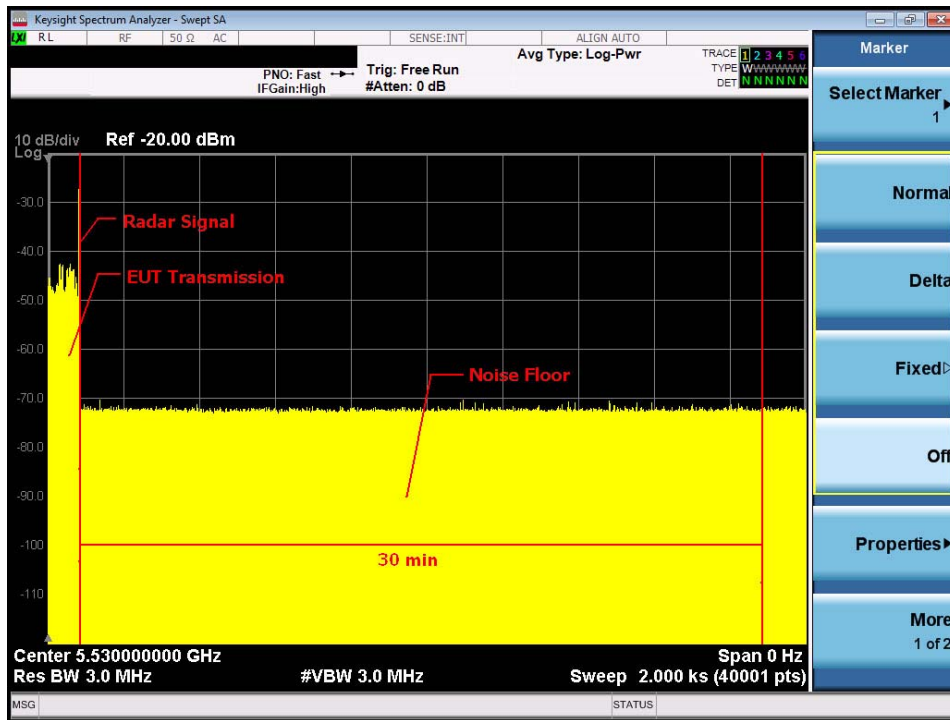 Keysight Spectrum Analyzer - Swept SA
LXI RL RF 50 Ω AC SENSE:INT ALIGN AUTO
Avg Type: Log-Pwr
TRACE 1 2 3 4 5 6
TYPE WWWWWW
DET N N N N N N
PNO: Fast
IFGain:High
Trig: Free Run
#Atten: 0 dB
10 dB/div Ref -20.00 dBm
Log
-30.0
-40.0
-50.0
-60.0
-70.0
-80.0
-90.0
-100
-110
Radar Signal
EUT Transmission
Noise Floor
30 min
Center 5.530000000 GHz Span 0 Hz
Res BW 3.0 MHz #VBW 3.0 MHz Sweep 2.000 ks (40001 pts)
MSG STATUS
Marker
Select Marker
1
Normal
Delta
Fixed
Off
Properties
More
1 of 2